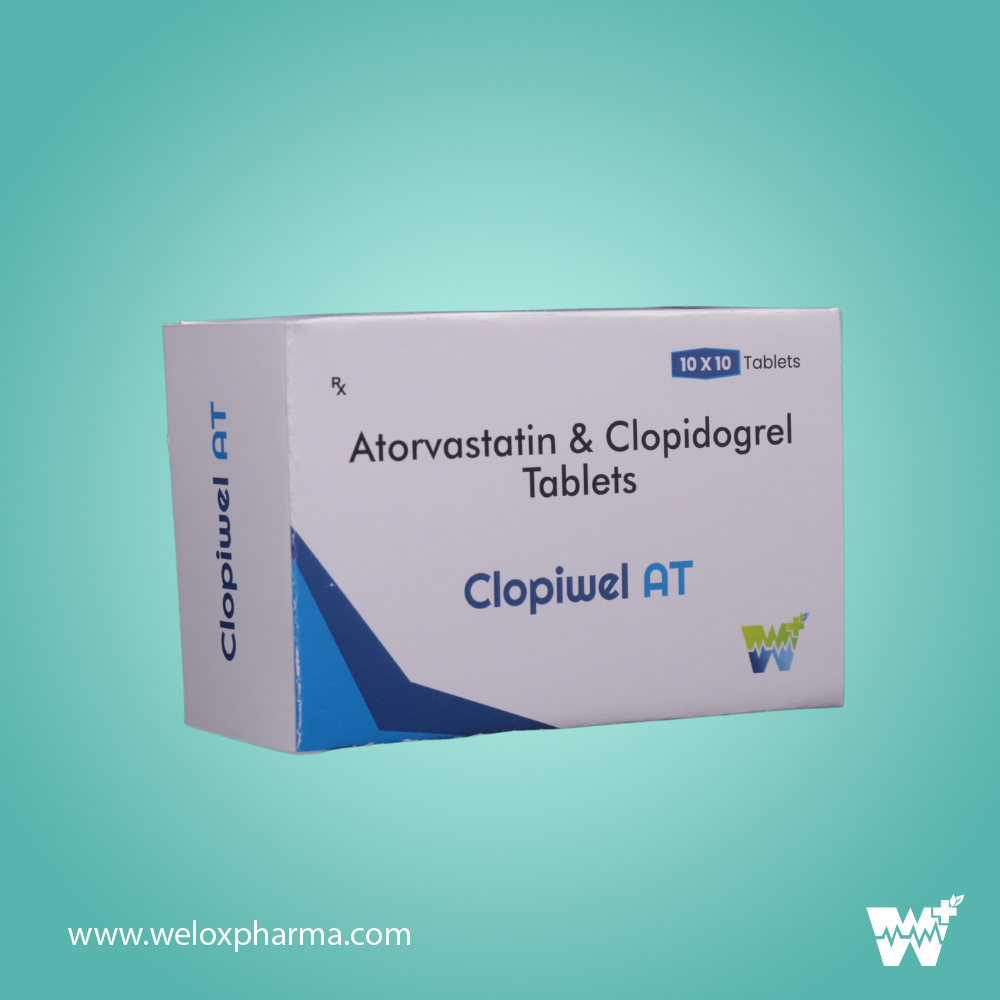 Rx
10 X 10 Tablets
Atorvastatin & Clopidogrel
Tablets
Clopiwel AT
Clopiwel AT
www.weloxpharma.com